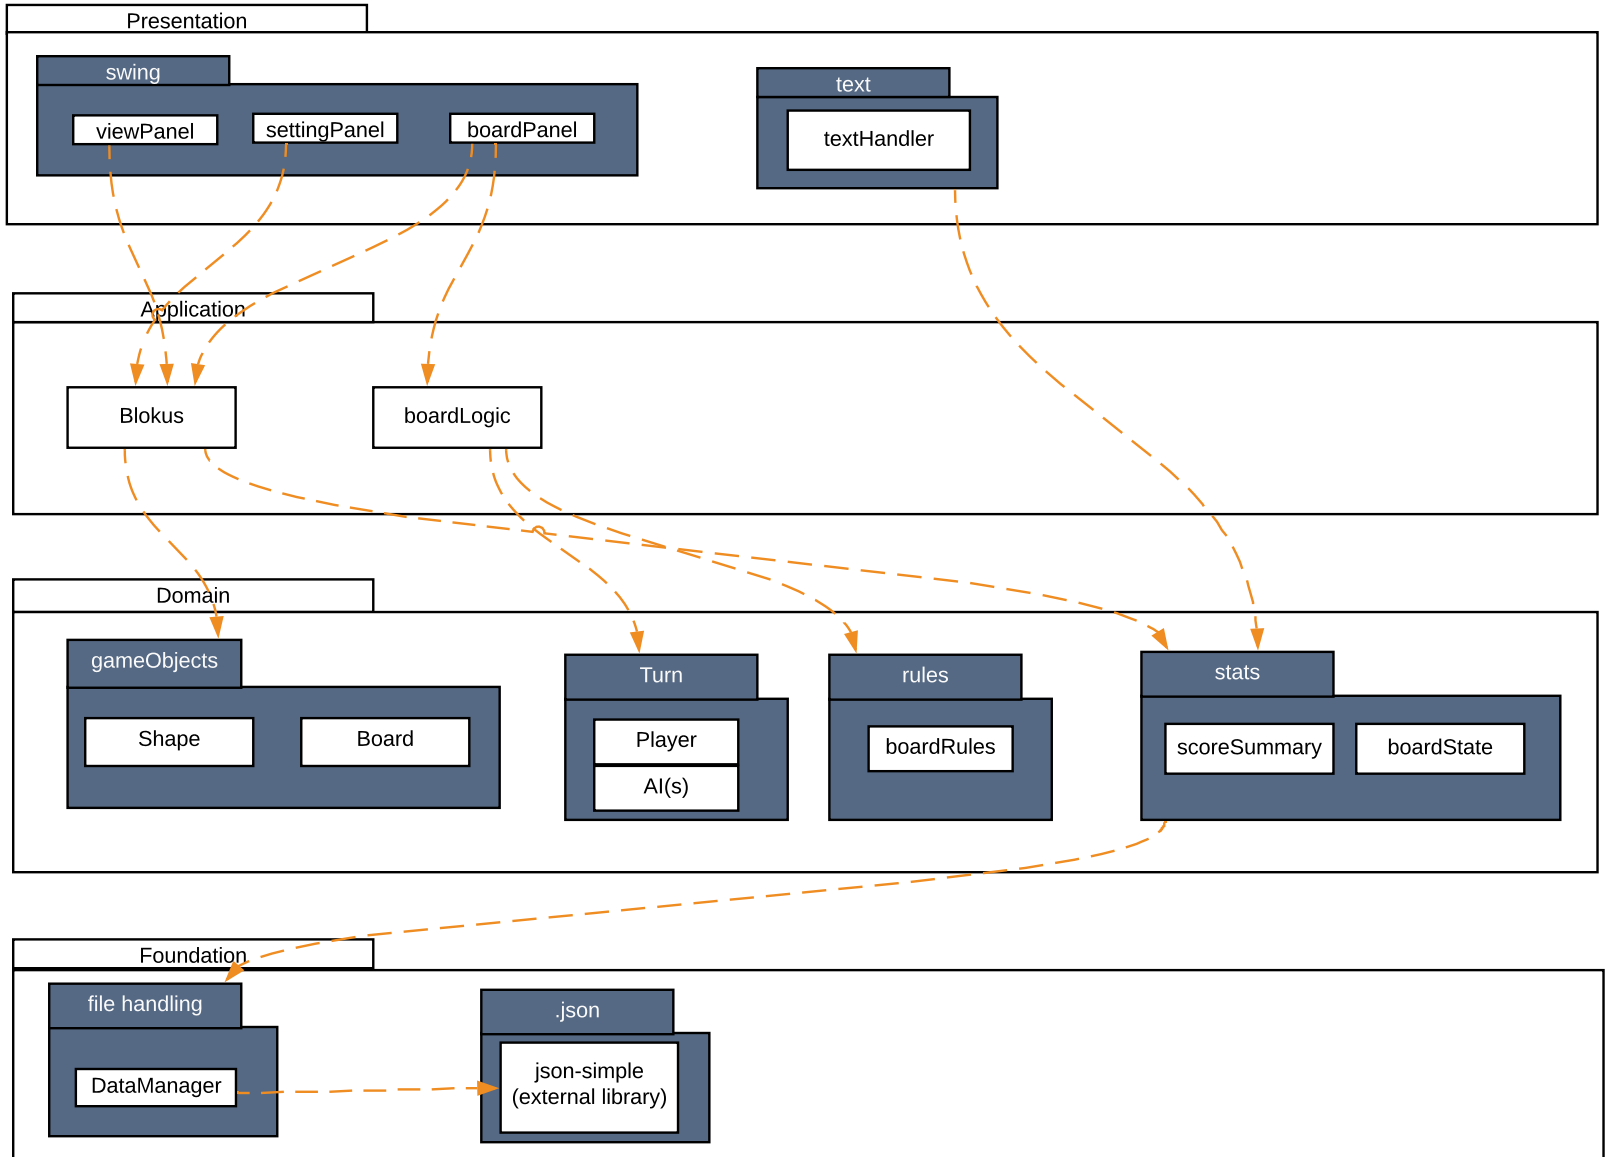 Presentation
swing
text
viewPanel
settingPanel
boardPanel
textHandler
Application
Blokus
boardLogic
Domain
gameObjects
Turn
rules
stats
Shape
Board
Player
AI(s)
boardRules
scoreSummary
boardState
Foundation
file handling
.json
DataManager
json-simple
(external library)